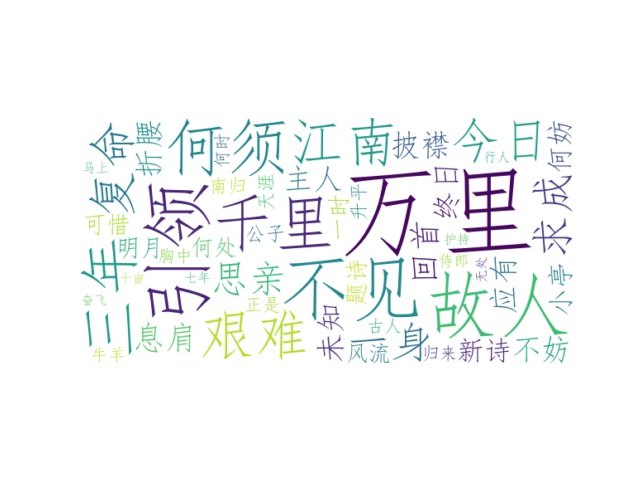 万里
引领
不见
故人
千里
三年
何须
江南
艰难
今日
复命
求成
思亲
一身
息肩
披襟
折腰
主人
回首
终日
何妨
小亭
应有
不妨
新诗
未知
风流
题诗
一时
升平
公子
天涯
南归
何时
何处
明月
可惜
胸中
马上
十亩
七年
正是
奋飞
牛羊
古人
归来
侍郎
护持
无处
行人